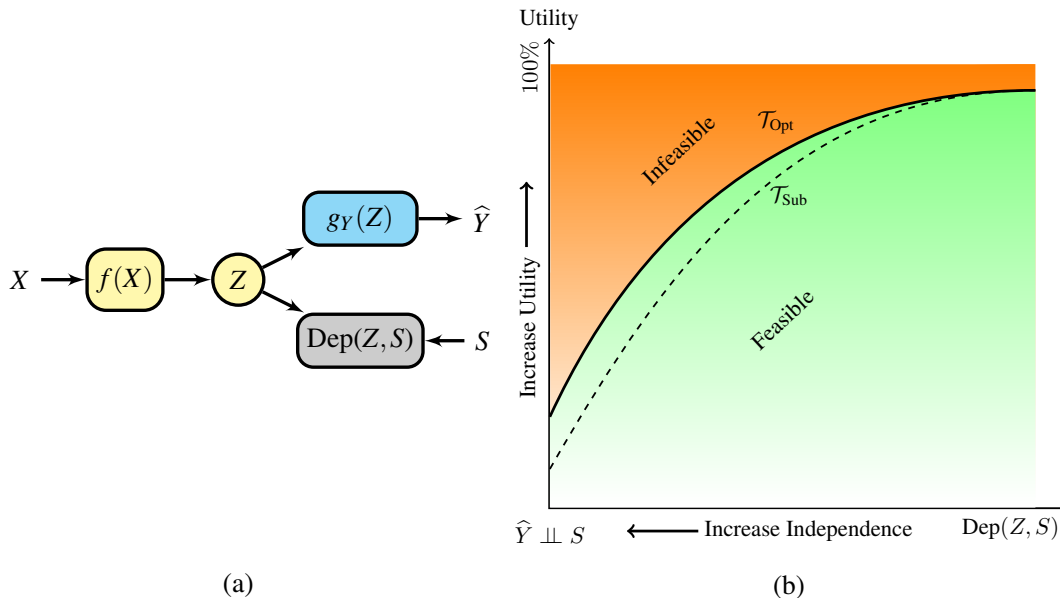 (a)
X
f(X)
Z
g_Y(Z)
Ŷ
Dep(Z, S)
S
(b)
Utility
100%
Increase Utility
Infeasible
𝒯_Opt
𝒯_Sub
Feasible
Ŷ ⫫ S
Increase Independence
Dep(Z, S)
(a)
(b)